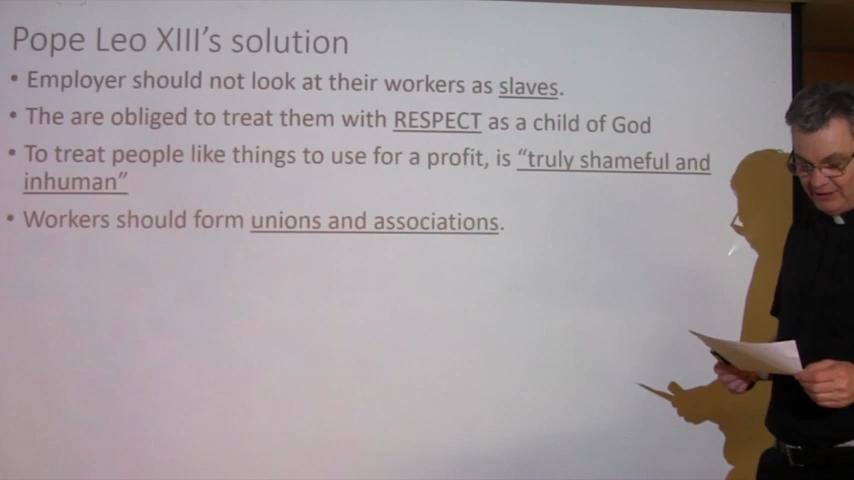 Pope Leo XIII's solution
• Employer should not look at their workers as slaves.
• The are obliged to treat them with RESPECT as a child of God
• To treat people like things to use for a profit, is "truly shameful and
inhuman"
• Workers should form unions and associations.